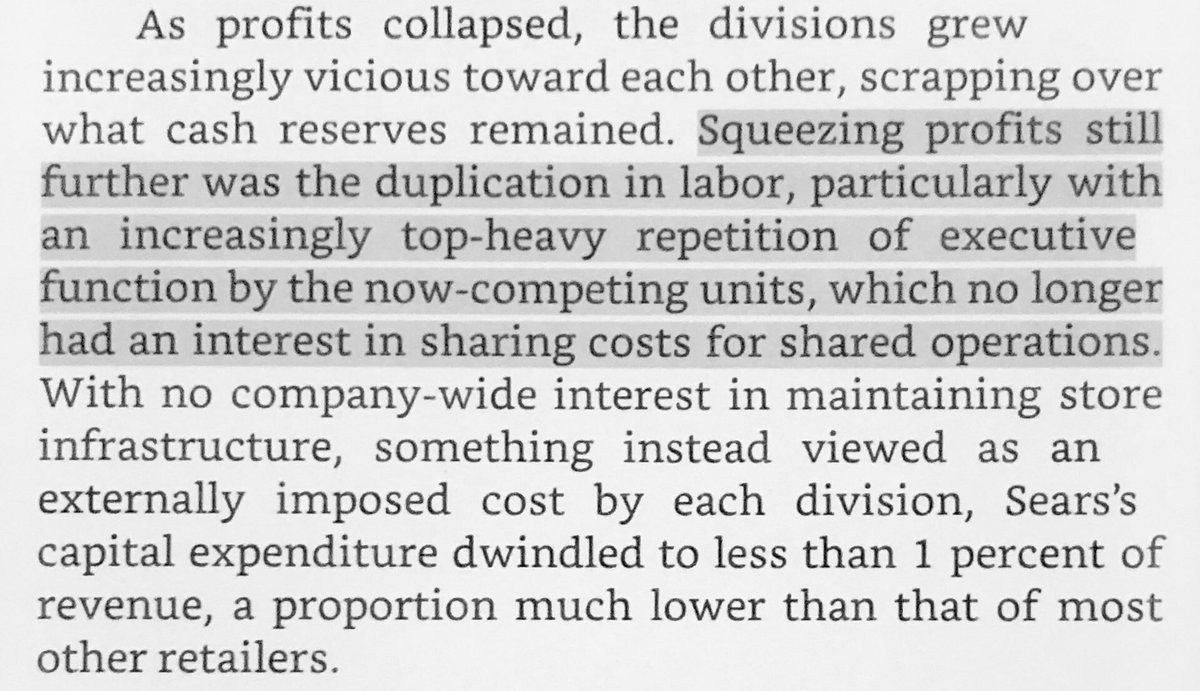 As profits collapsed, the divisions grew
increasingly vicious toward each other, scrapping over
what cash reserves remained. Squeezing profits still
further was the duplication in labor, particularly with
an increasingly top-heavy repetition of executive
function by the now-competing units, which no longer
had an interest in sharing costs for shared operations.
With no company-wide interest in maintaining store
infrastructure, something instead viewed as an
externally imposed cost by each division, Sears’s
capital expenditure dwindled to less than 1 percent of
revenue, a proportion much lower than that of most
other retailers.